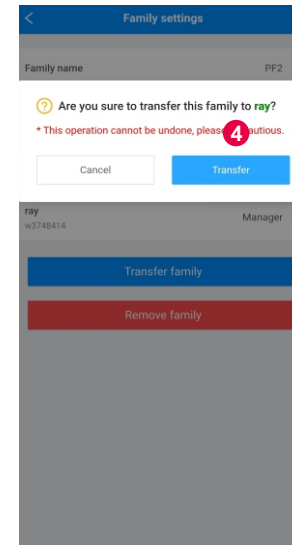 Family settings
Family name PF2
Are you sure to transfer this family to ray?
* This operation cannot be undone, please autious.
4
Cancel Transfer
ray
w3748414 Manager
Transfer family
Remove family